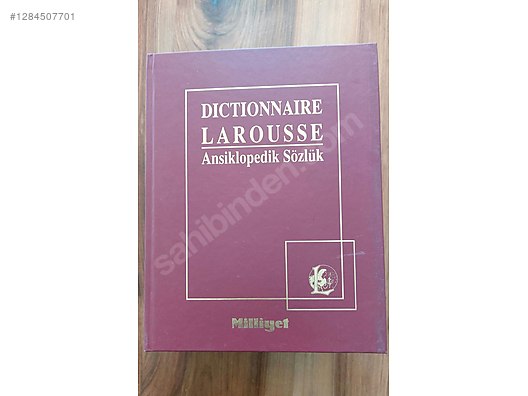 #1284507701
DICTIONNAIRE
LAROUSSE
Ansiklopedik Sözlük
sahibinden.com
Milliyet